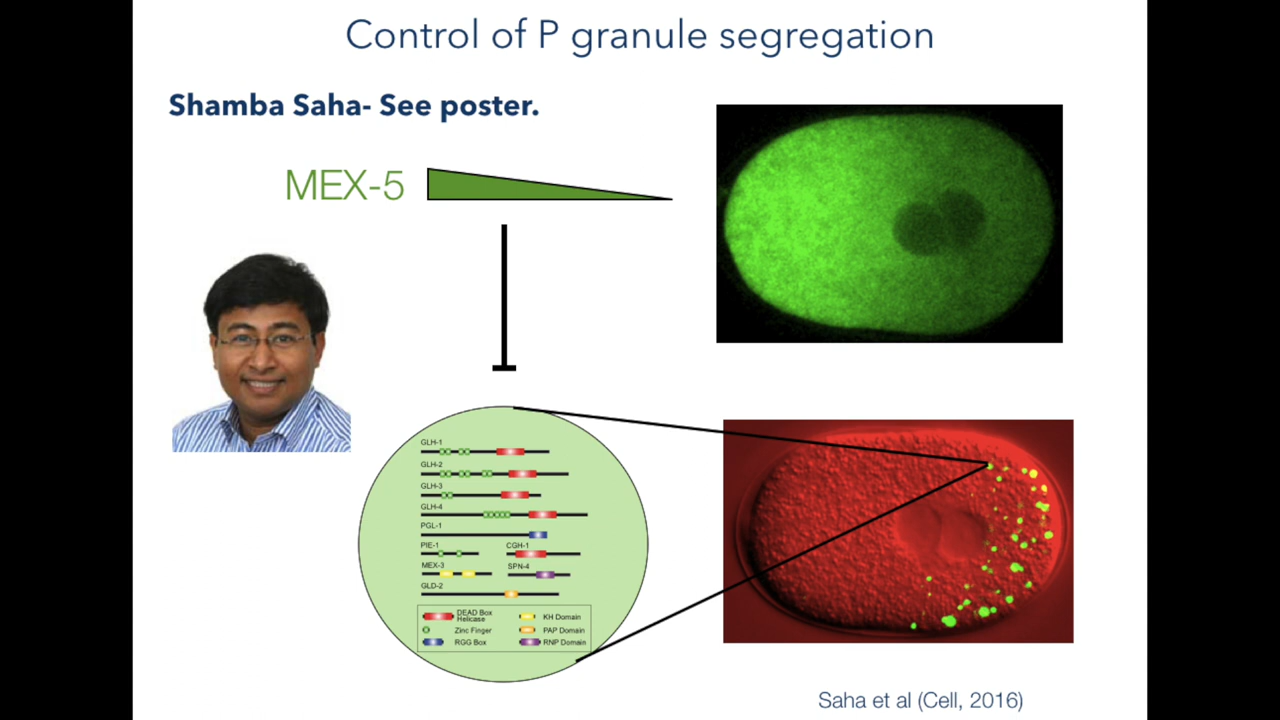 Control of P granule segregation
Shamba Saha- See poster.
MEX-5
GLH-1
GLH-2
GLH-3
GLH-4
PGL-1
PIE-1
CGH-1
MEX-3
SPN-4
GLD-2
DEAD Box
Helicase
KH Domain
Zinc Finger
PAP Domain
RGG Box
RNP Domain
Saha et al (Cell, 2016)